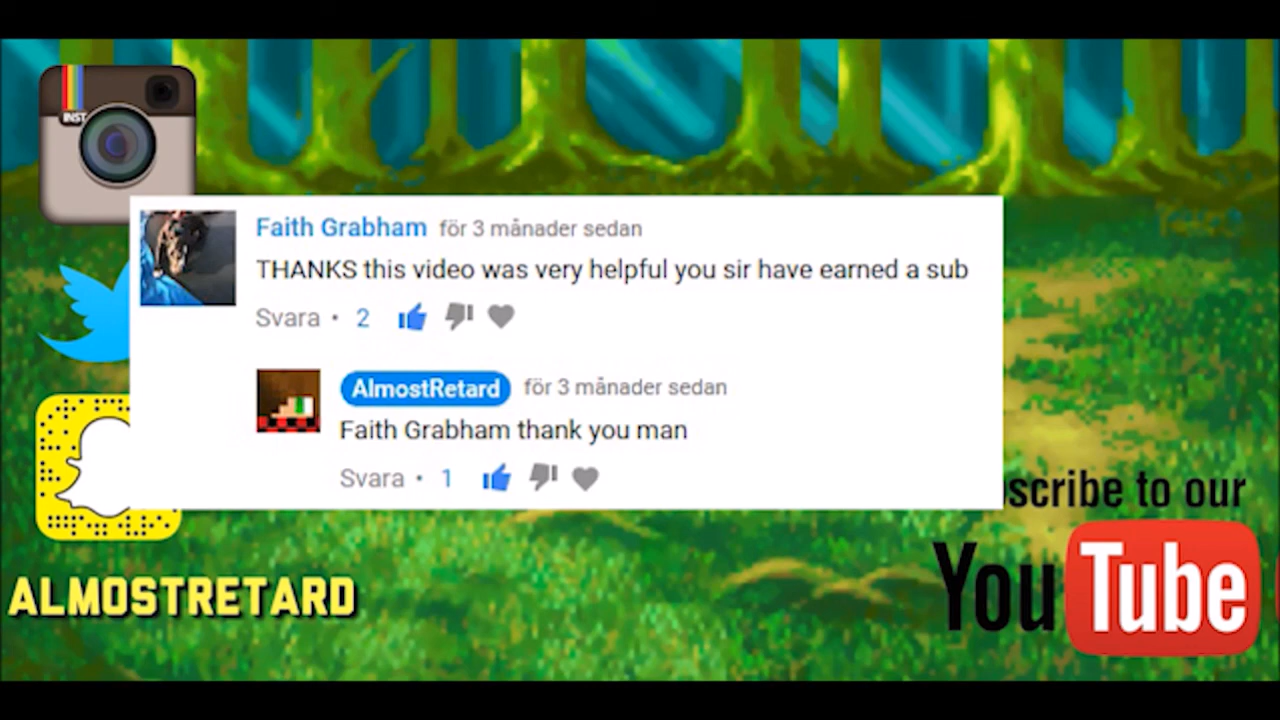 INST
Faith Grabham för 3 månader sedan
THANKS this video was very helpful you sir have earned a sub
Svara • 2
AlmostRetard för 3 månader sedan
Faith Grabham thank you man
Svara • 1
scribe to our
YouTube
ALMOSTRETARD